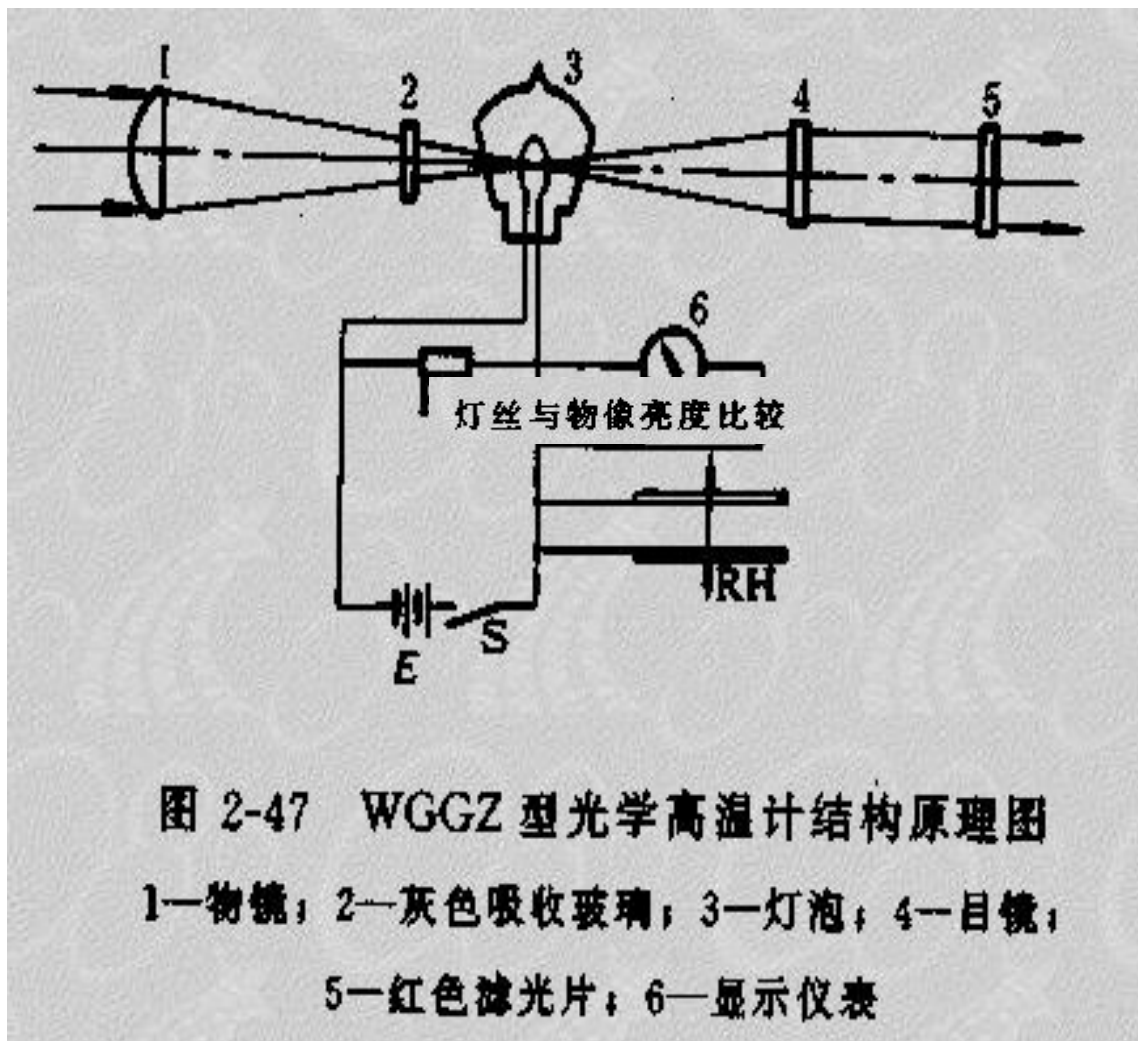 1
2
3
4
5
6
灯丝与物像亮度比较
RH
S
E
图 2-47 WGGZ 型光学高温计结构原理图
1—物镜；2—灰色吸收玻璃；3—灯泡；4—目镜；
5—红色滤光片；6—显示仪表